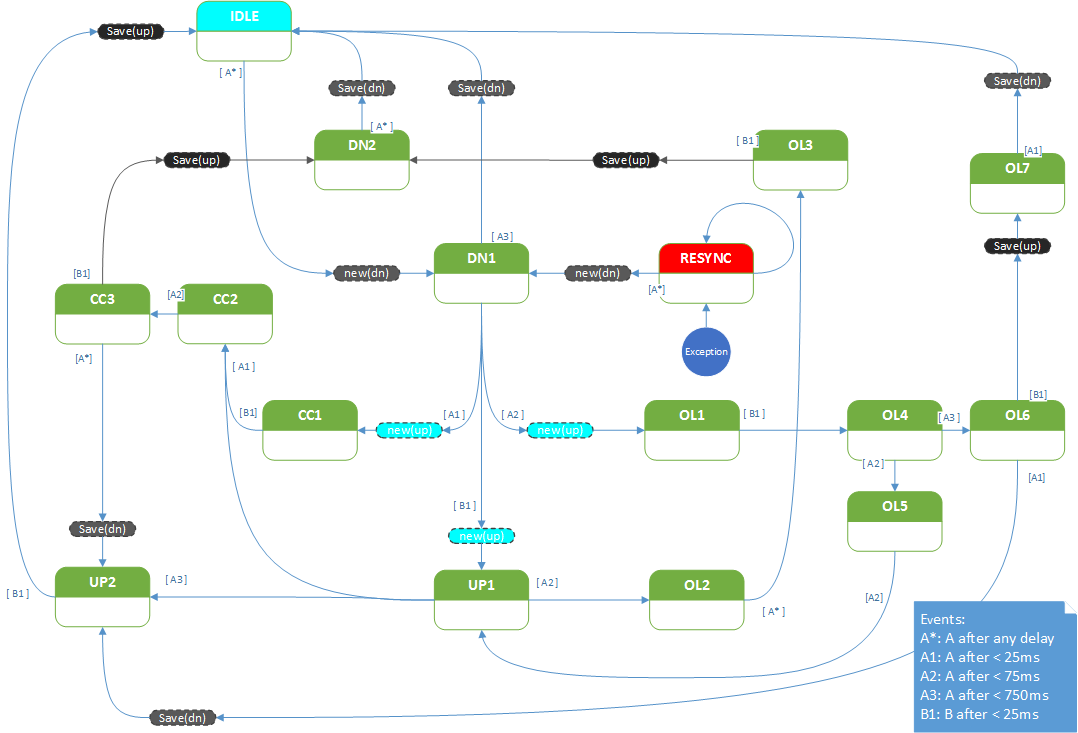 IDLE
Save(up)
[ A* ]
Save(dn)
Save(dn)
Save(dn)
[ A* ]
DN2
[ B1 ]
OL3
[A1]
OL7
Save(up)
Save(up)
[ A3 ]
DN1
RESYNC
Save(up)
new(dn)
new(dn)
[A*]
[B1]
CC3
[A2]
CC2
Exception
[A*]
[ A1 ]
[B1]
CC1
[ A1 ]
new(up)
[ A2 ]
new(up)
OL1
[ B1 ]
OL4
[ A3 ]
[B1]
OL6
[ A2 ]
[A1]
OL5
[ B1 ]
Save(dn)
new(up)
UP2
[ A3 ]
UP1
[A2]
OL2
[ A* ]
[A2]
[ B1 ]
Save(dn)
Events:
A*: A after any delay
A1: A after < 25ms
A2: A after < 75ms
A3: A after < 750ms
B1: B after < 25ms